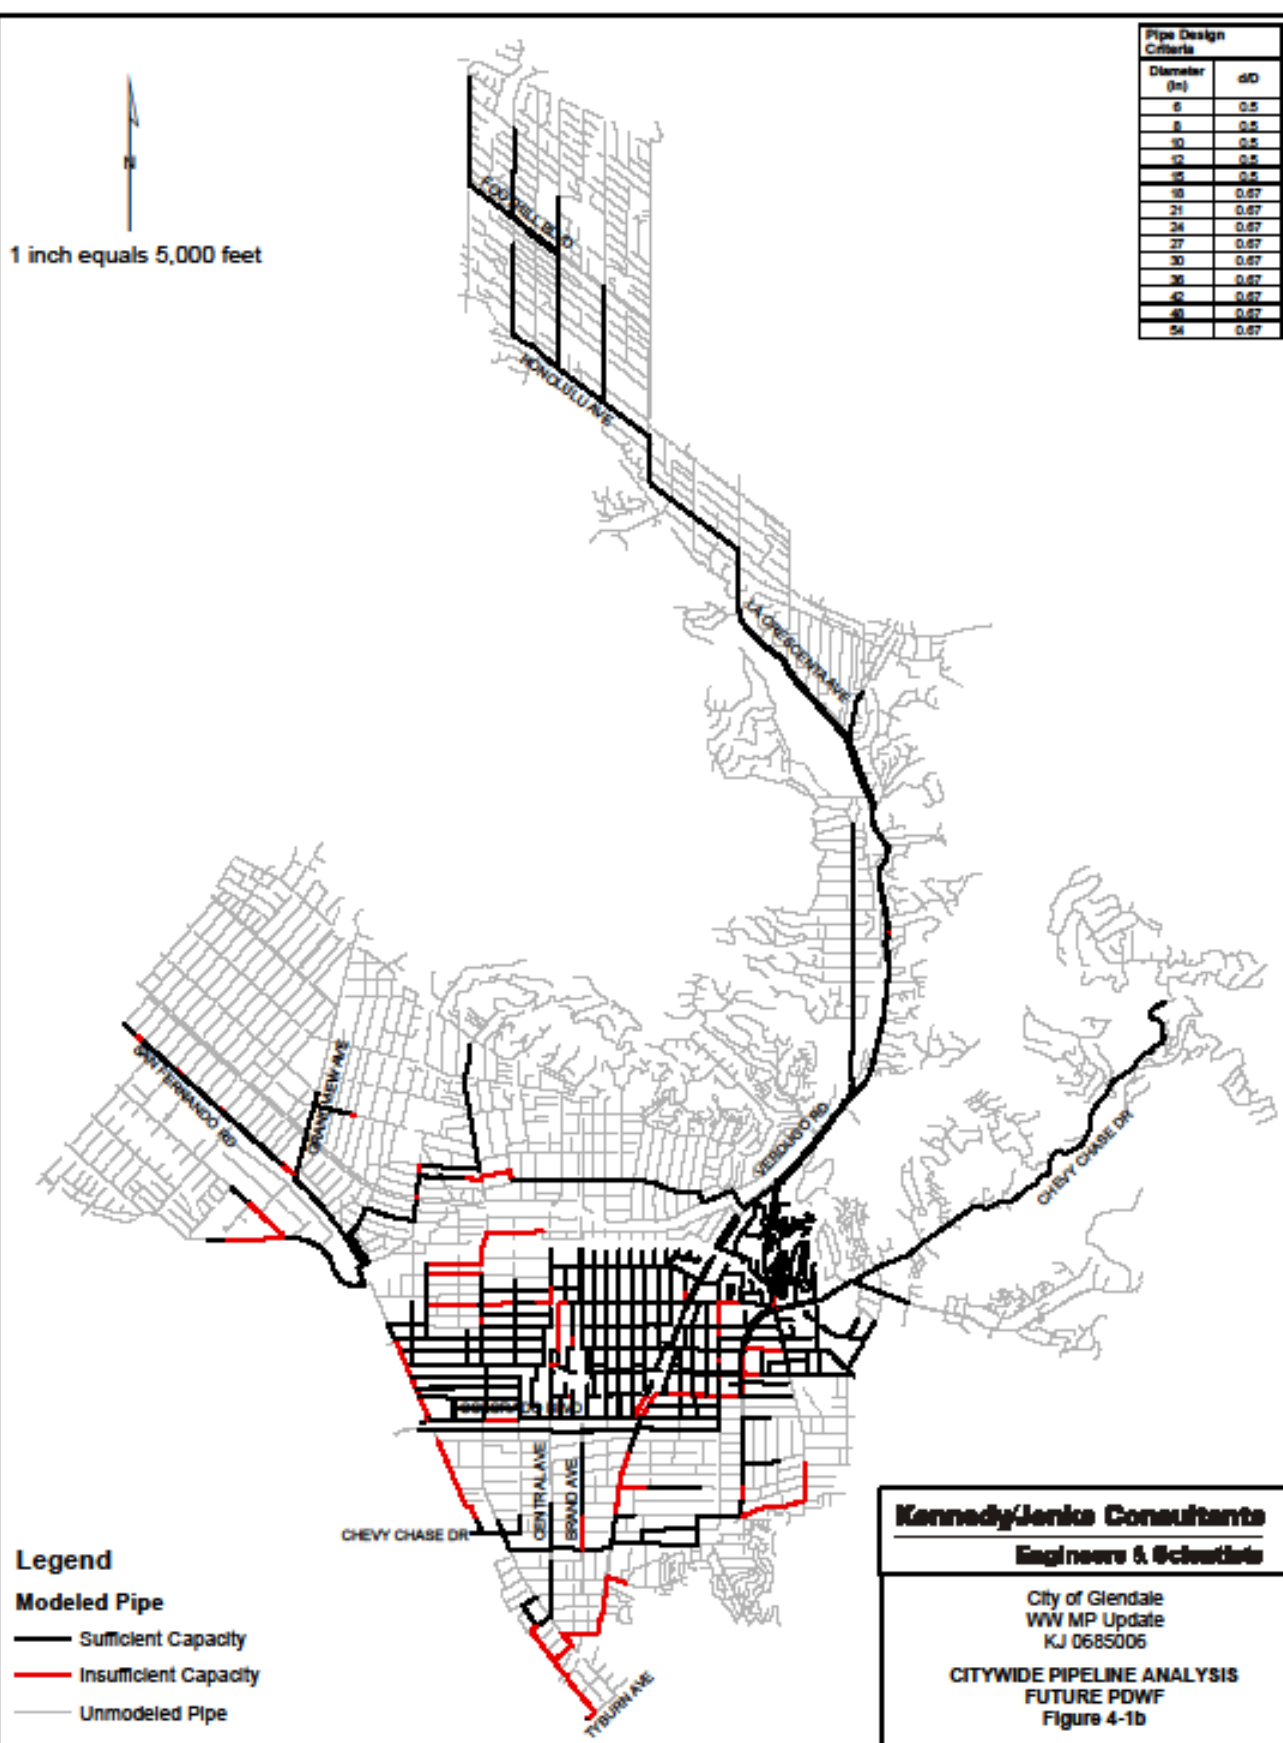 Pipe Design
Criteria
Diameter
(in)
d/D
6 0.5
8 0.5
10 0.5
12 0.5
15 0.5
18 0.67
21 0.67
24 0.67
27 0.67
30 0.67
36 0.67
42 0.67
48 0.67
54 0.67
N
1 inch equals 5,000 feet
FOOTHILL BLVD
HONOLULU AVE
LA CRESCENTA AVE
SAN FERNANDO RD
GRANDVIEW AVE
VERDUGO RD
CHEVY CHASE DR
COLORADO BLVD
CENTRAL AVE
BRAND AVE
CHEVY CHASE DR
TYBURN AVE
Legend
Modeled Pipe
Sufficient Capacity
Insufficient Capacity
Unmodeled Pipe
Kennedy/Jenks Consultants
Engineers & Scientists
City of Glendale
WW MP Update
KJ 0685006
CITYWIDE PIPELINE ANALYSIS
FUTURE PDWF
Figure 4-1b